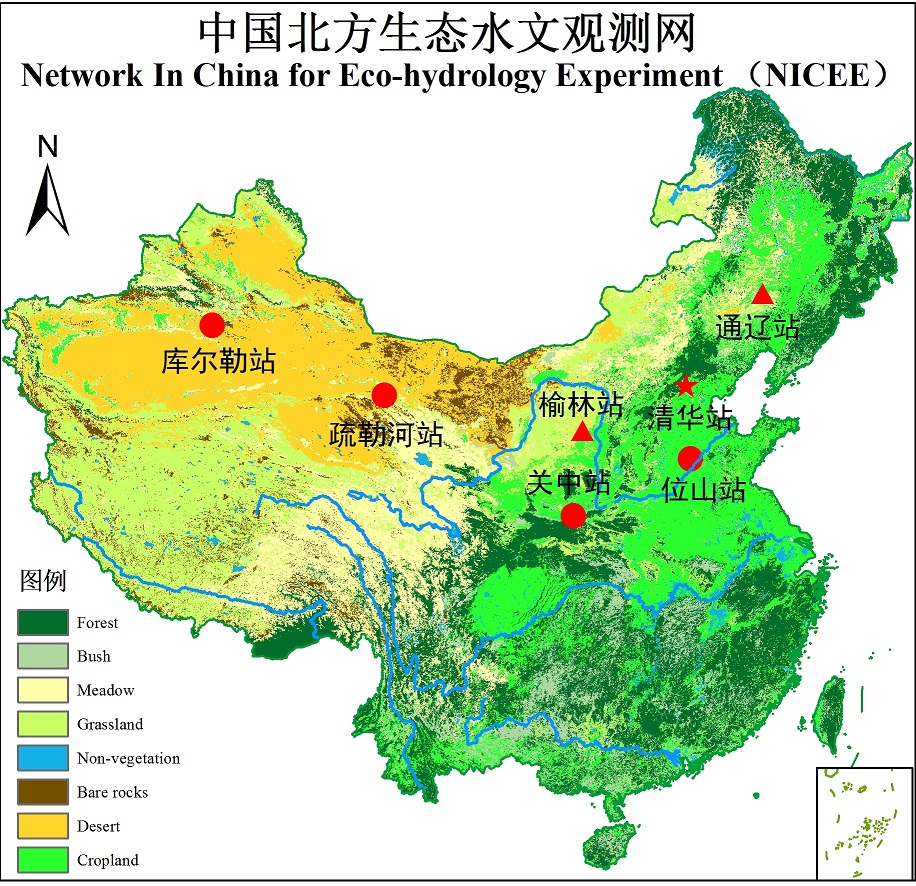 中国北方生态水文观测网
Network In China for Eco-hydrology Experiment （NICEE）
N
通辽站
库尔勒站
榆林站
清华站
疏勒河站
关中站
位山站
图例
Forest
Bush
Meadow
Grassland
Non-vegetation
Bare rocks
Desert
Cropland